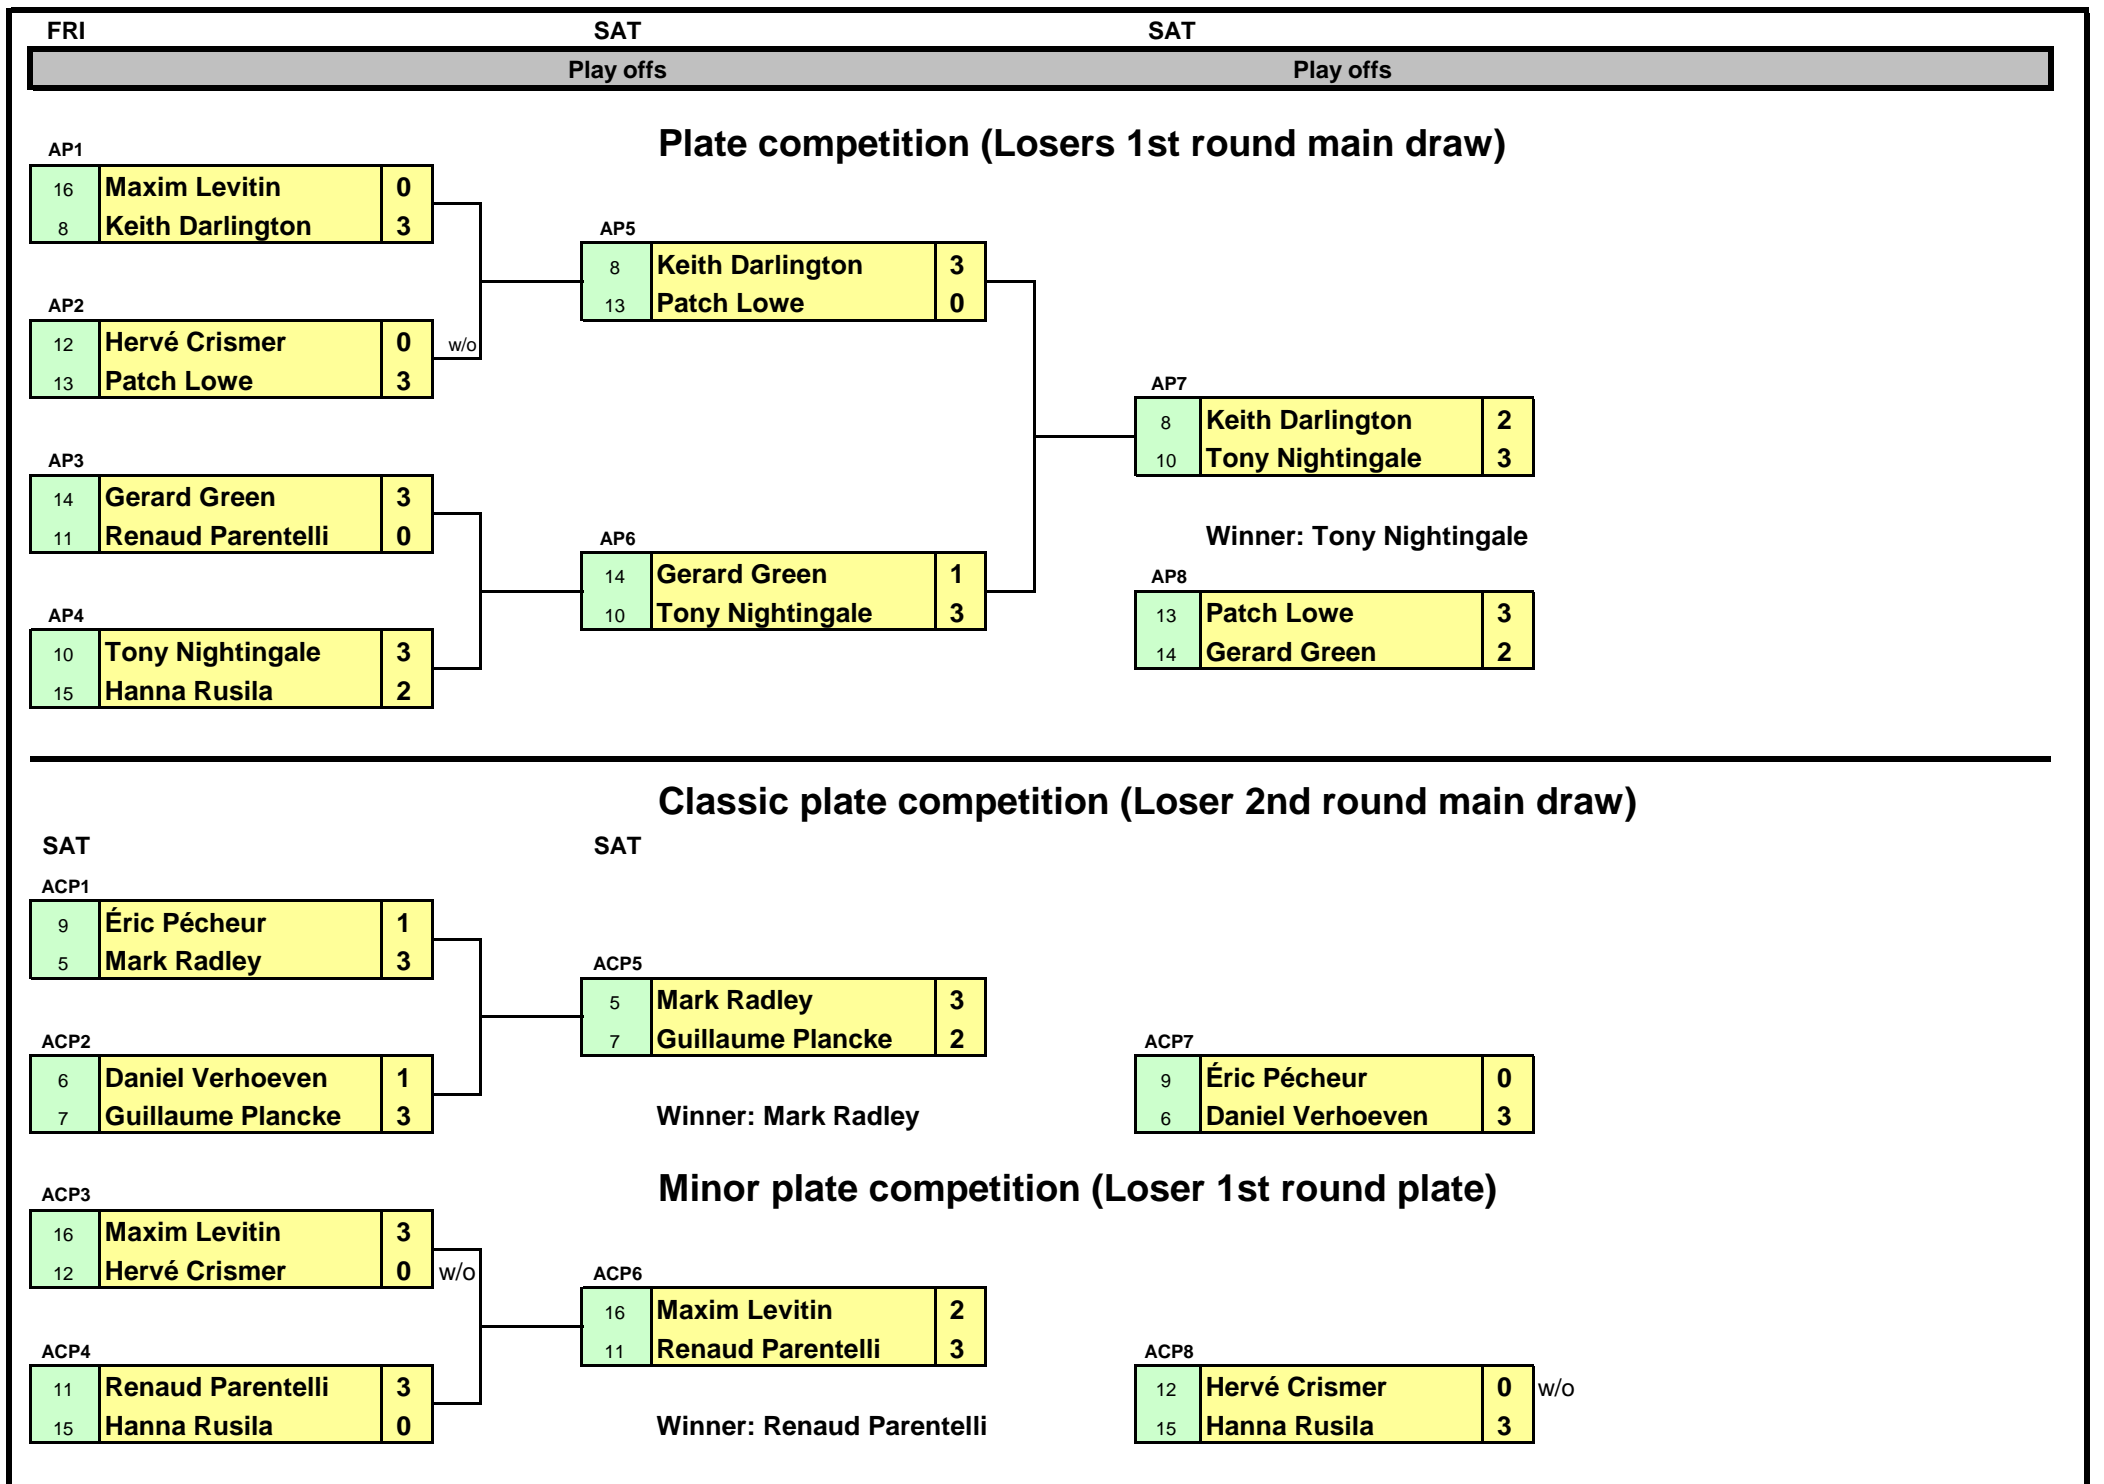 FRI SAT SAT
Play offs Play offs
Plate competition (Losers 1st round main draw)
AP1
16 Maxim Levitin 0
8 Keith Darlington 3
AP5
8 Keith Darlington 3
13 Patch Lowe 0
AP2
12 Hervé Crismer 0 w/o
13 Patch Lowe 3
AP7
8 Keith Darlington 2
10 Tony Nightingale 3
AP3
14 Gerard Green 3
11 Renaud Parentelli 0
Winner: Tony Nightingale
AP6
14 Gerard Green 1
10 Tony Nightingale 3
AP8
13 Patch Lowe 3
14 Gerard Green 2
AP4
10 Tony Nightingale 3
15 Hanna Rusila 2
Classic plate competition (Loser 2nd round main draw)
SAT SAT
ACP1
9 Éric Pécheur 1
5 Mark Radley 3
ACP5
5 Mark Radley 3
7 Guillaume Plancke 2
ACP2
6 Daniel Verhoeven 1
7 Guillaume Plancke 3
Winner: Mark Radley
ACP7
9 Éric Pécheur 0
6 Daniel Verhoeven 3
Minor plate competition (Loser 1st round plate)
ACP3
16 Maxim Levitin 3
12 Hervé Crismer 0 w/o
ACP6
16 Maxim Levitin 2
11 Renaud Parentelli 3
ACP4
11 Renaud Parentelli 3
15 Hanna Rusila 0
Winner: Renaud Parentelli
ACP8
12 Hervé Crismer 0 w/o
15 Hanna Rusila 3